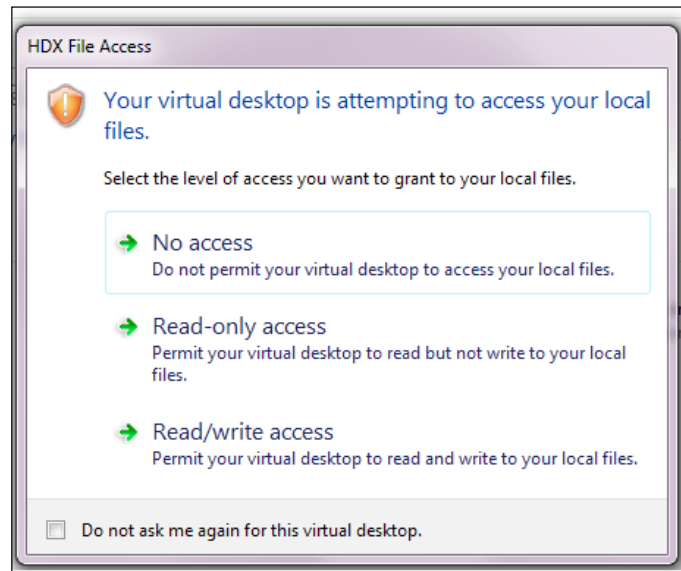 HDX File Access
Your virtual desktop is attempting to access your local
files.
Select the level of access you want to grant to your local files.
No access
Do not permit your virtual desktop to access your local files.
Read-only access
Permit your virtual desktop to read but not write to your local
files.
Read/write access
Permit your virtual desktop to read and write to your local files.
Do not ask me again for this virtual desktop.